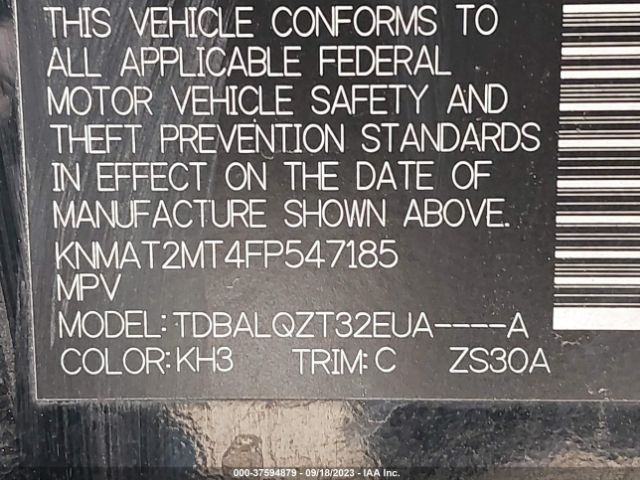 THIS VEHICLE CONFORMS TO
ALL APPLICABLE FEDERAL
MOTOR VEHICLE SAFETY AND
THEFT PREVENTION STANDARDS
IN EFFECT ON THE DATE OF
MANUFACTURE SHOWN ABOVE.
KNMAT2MT4FP547185
MPV
MODEL:TDBALQZT32EUA----A
COLOR:KH3 TRIM:C ZS30A
000-37594879 | 09/18/2023 | IAA Inc.